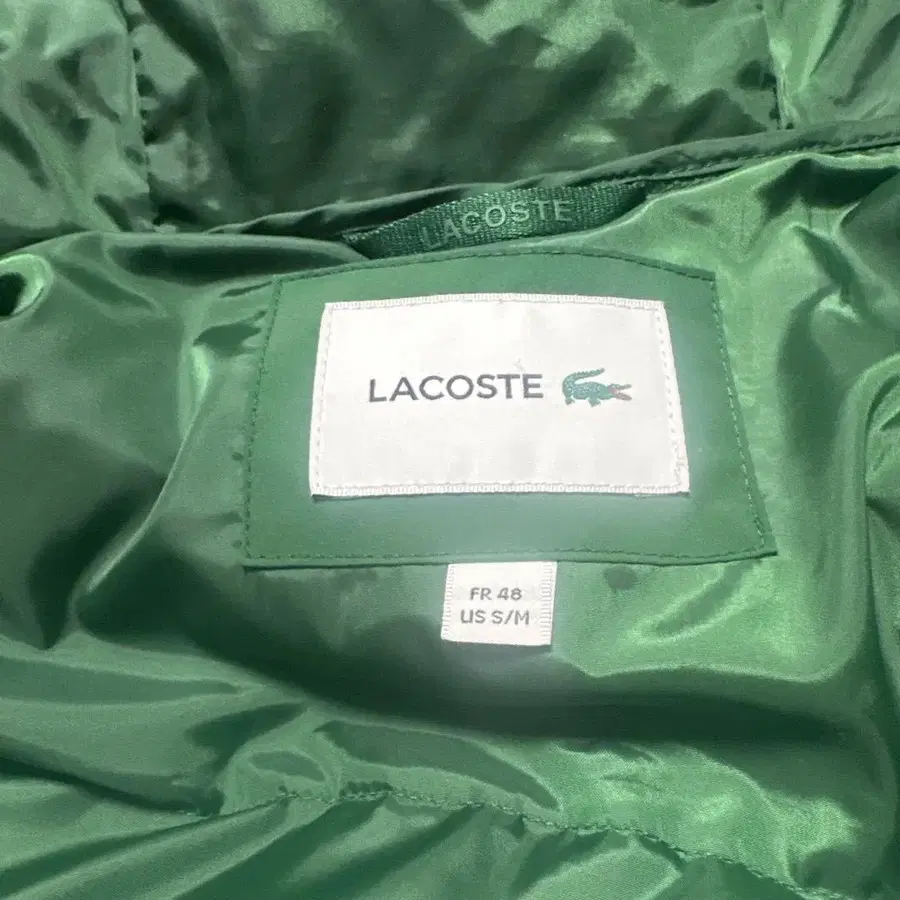 LACOSTE
LACOSTE
FR 48
US S/M